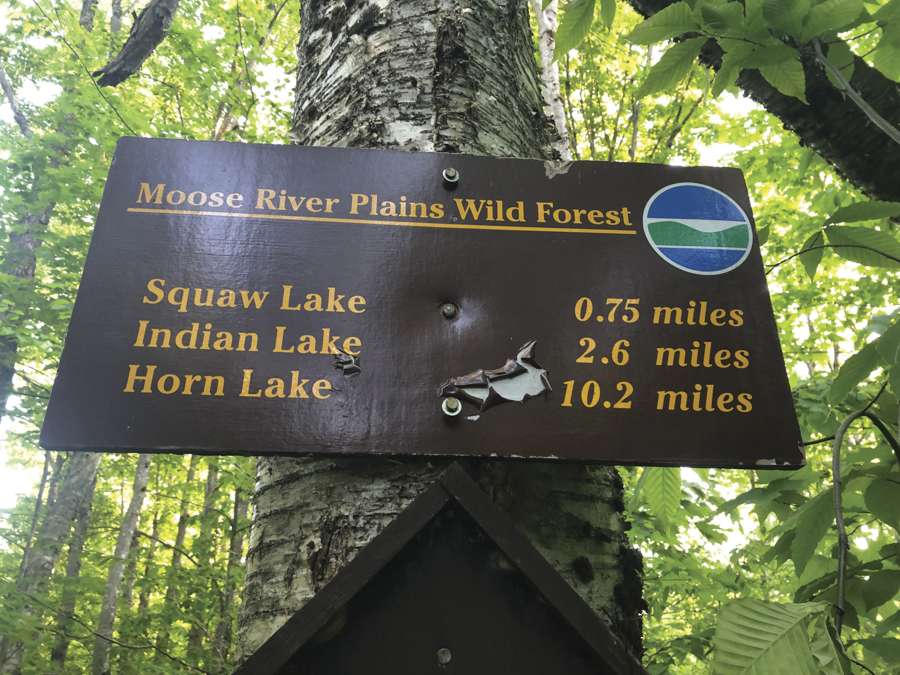 Moose River Plains Wild Forest
Squaw Lake 0.75 miles
Indian Lake 2.6 miles
Horn Lake 10.2 miles